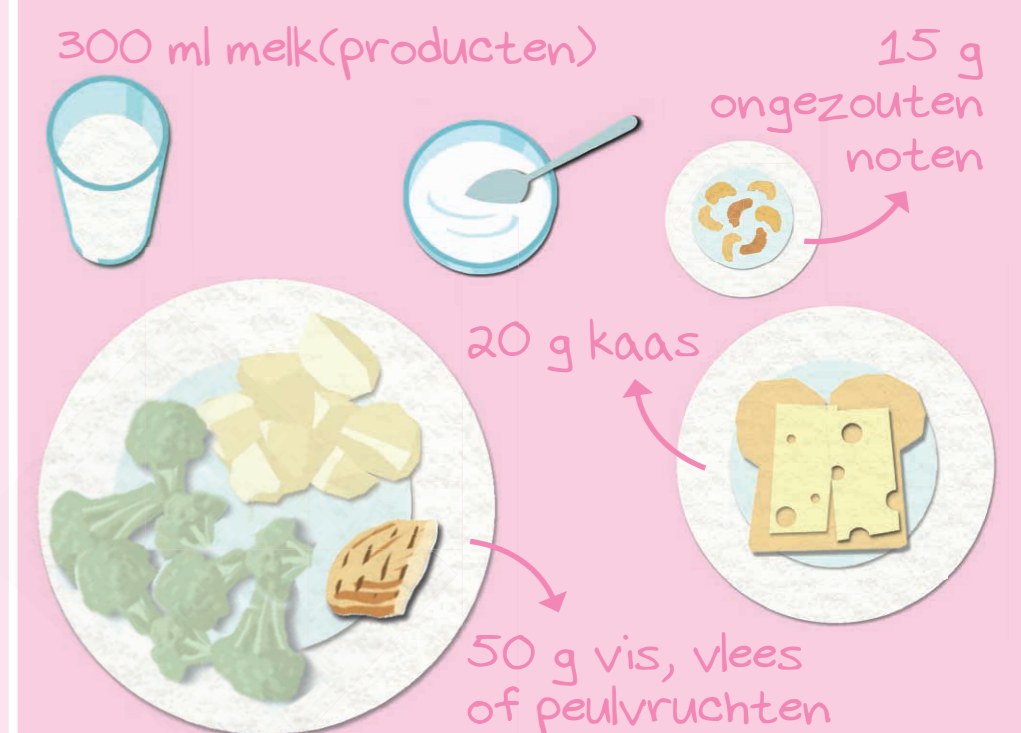 300 ml melk(producten)
15 g
ongezouten
noten
20 g kaas
50 g vis, vlees
of peulvruchten